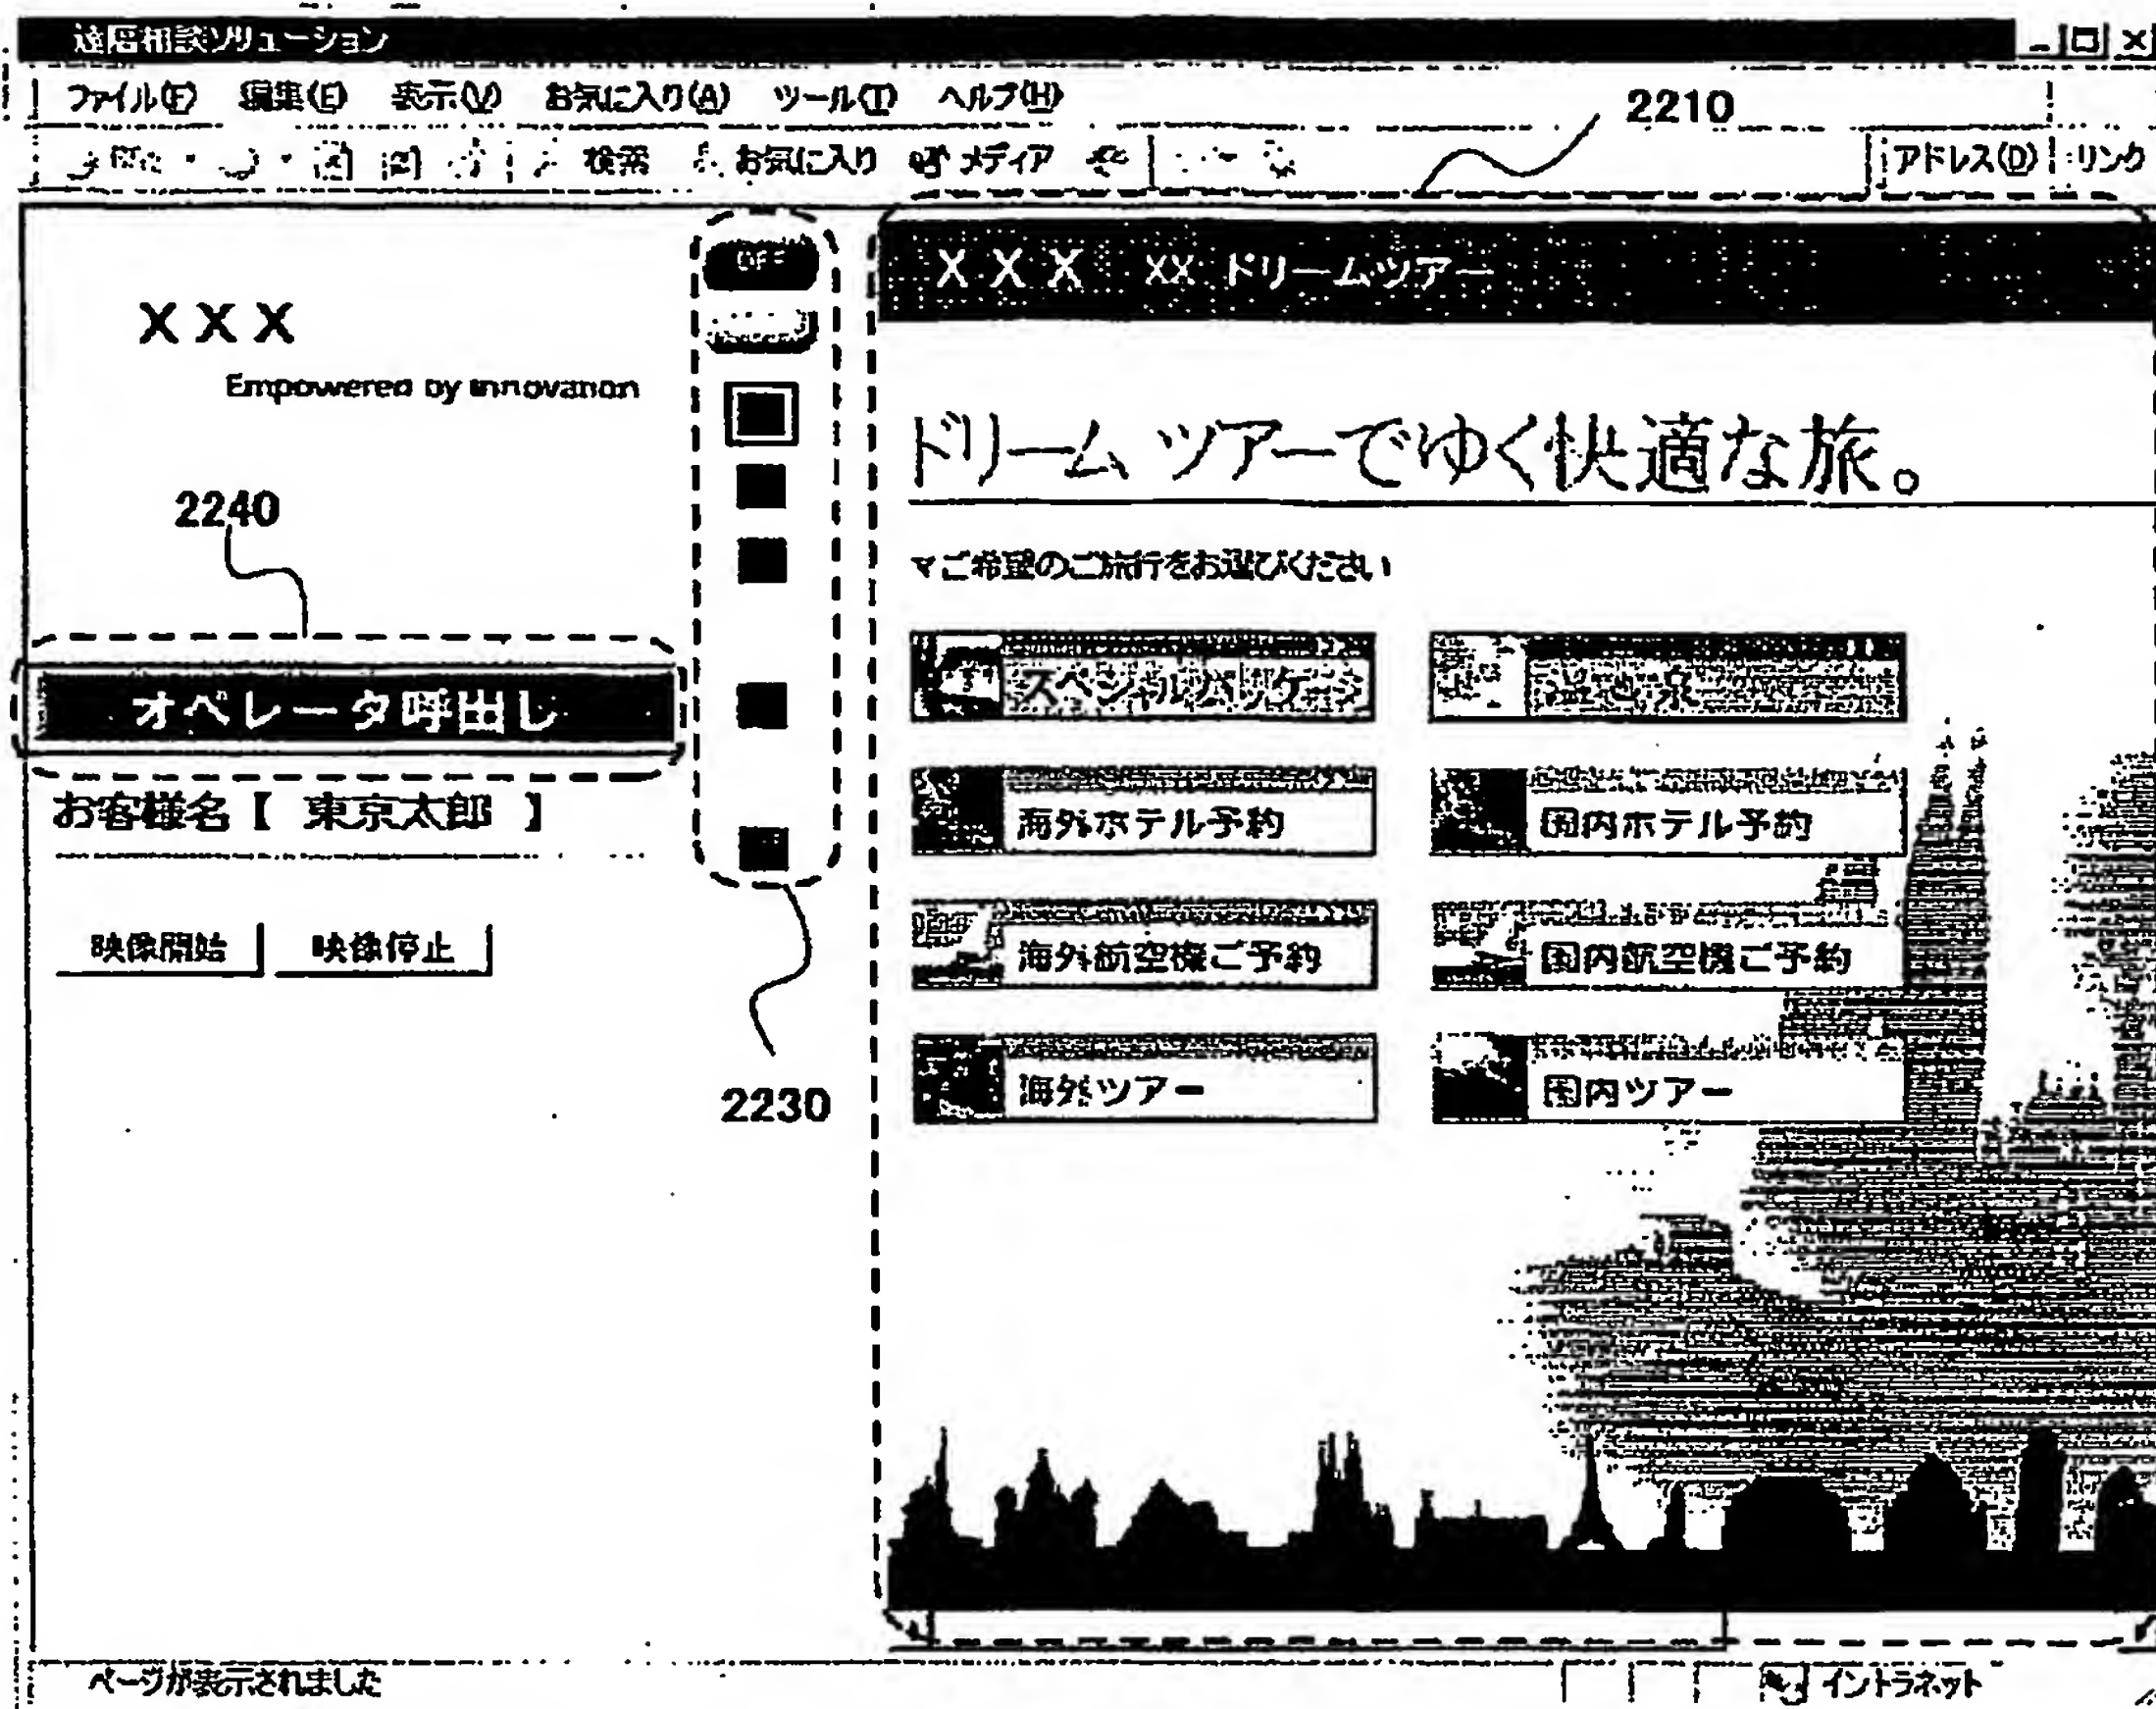 遠隔相談ソリューション
ファイル(F) 編集(E) 表示(V) お気に入り(A) ツール(T) ヘルプ(H)
2210
検索 お気に入り メディア アドレス(D) リンク
OFF
XXX XX ドリームツアー
XXX
Empowered by Innovation
ドリーム ツアーでゆく快適な旅。
2240
▼ご希望のご旅行をお選びください
オペレータ呼出し
スペシャルパッケージ
お客様名【 東京太郎 】
海外ホテル予約 国内ホテル予約
映像開始 映像停止
海外航空機ご予約 国内航空機ご予約
海外ツアー 国内ツアー
2230
ページが表示されました
イントラネット